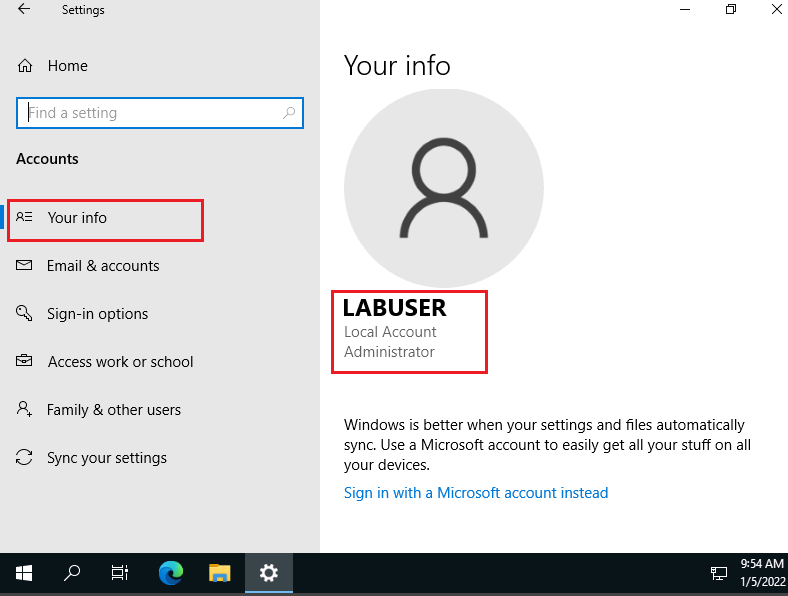 Settings
Home
Find a setting
Accounts
Your info
Email & accounts
Sign-in options
Access work or school
Family & other users
Sync your settings
Your info
LABUSER
Local Account
Administrator
Windows is better when your settings and files automatically
sync. Use a Microsoft account to easily get all your stuff on all
your devices.
Sign in with a Microsoft account instead
9:54 AM
1/5/2022